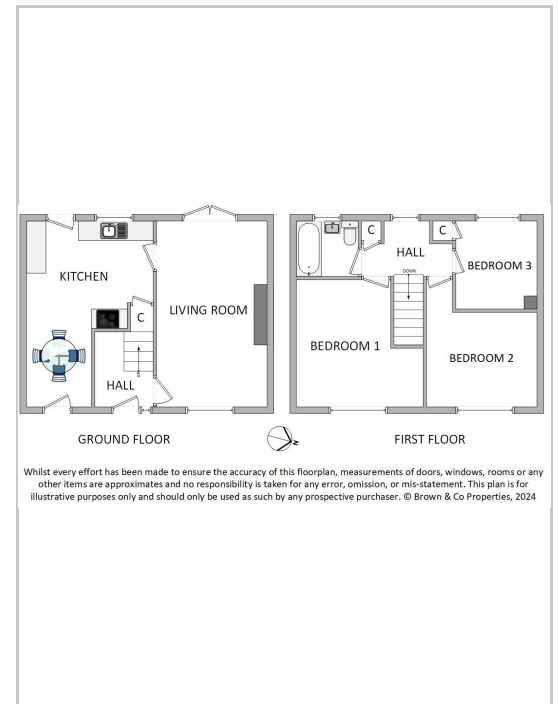 KITCHEN
C
LIVING ROOM
UP
HALL
GROUND FLOOR
C
HALL
DOWN
C
BEDROOM 3
BEDROOM 1
BEDROOM 2
FIRST FLOOR
N
Whilst every effort has been made to ensure the accuracy of this floorplan, measurements of doors, windows, rooms or any
other items are approximates and no responsibility is taken for any error, omission, or mis-statement. This plan is for
illustrative purposes only and should only be used as such by any prospective purchaser. © Brown & Co Properties, 2024